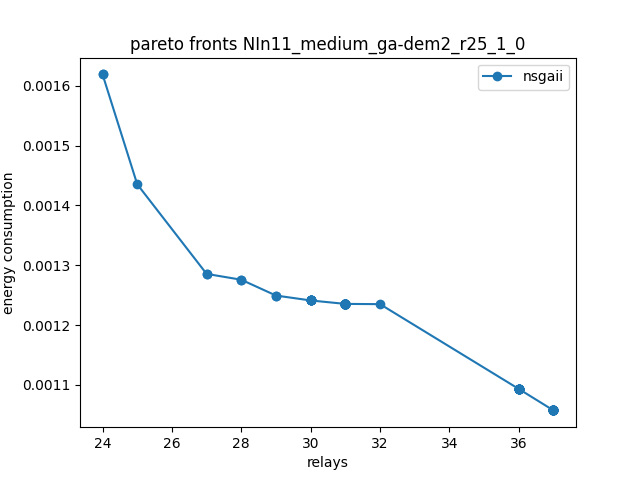 pareto fronts NIn11_medium_ga-dem2_r25_1_0
nsgaii
0.0016
0.0015
0.0014
0.0013
0.0012
0.0011
energy consumption
24 26 28 30 32 34 36
relays